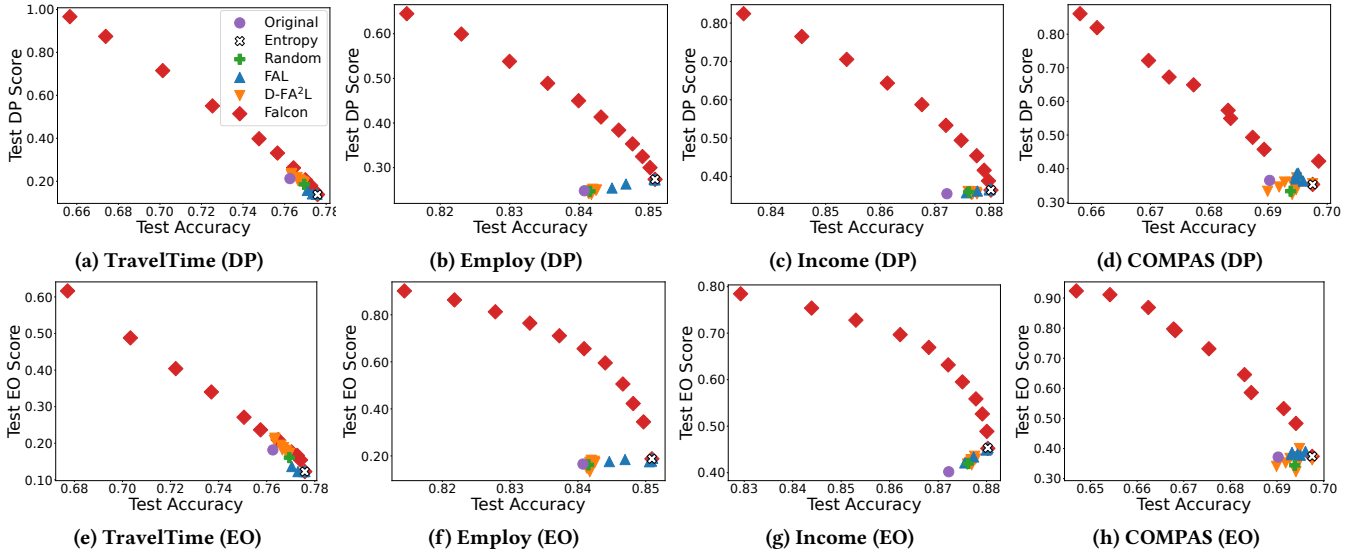 1.00
0.80
0.60
0.40
0.20
Test DP Score
0.66 0.68 0.70 0.72 0.74 0.76 0.78
Test Accuracy
Original
Entropy
Random
FAL
D-FA²L
Falcon
(a) TravelTime (DP)
0.60
0.50
0.40
0.30
Test DP Score
0.82 0.83 0.84 0.85
Test Accuracy
(b) Employ (DP)
0.80
0.70
0.60
0.50
0.40
Test DP Score
0.84 0.85 0.86 0.87 0.88
Test Accuracy
(c) Income (DP)
0.80
0.70
0.60
0.50
0.40
0.30
Test DP Score
0.66 0.67 0.68 0.69 0.70
Test Accuracy
(d) COMPAS (DP)
0.60
0.50
0.40
0.30
0.20
0.10
Test EO Score
0.68 0.70 0.72 0.74 0.76 0.78
Test Accuracy
(e) TravelTime (EO)
0.80
0.60
0.40
0.20
Test EO Score
0.82 0.83 0.84 0.85
Test Accuracy
(f) Employ (EO)
0.80
0.70
0.60
0.50
0.40
Test EO Score
0.83 0.84 0.85 0.86 0.87 0.88
Test Accuracy
(g) Income (EO)
0.90
0.80
0.70
0.60
0.50
0.40
0.30
Test EO Score
0.65 0.66 0.67 0.68 0.69 0.70
Test Accuracy
(h) COMPAS (EO)